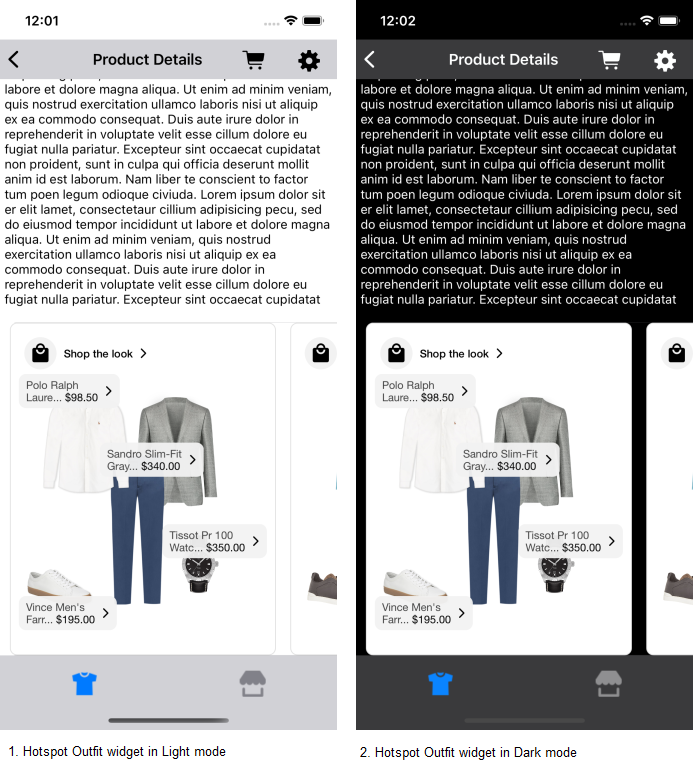 12:01
Product Details
labore et dolore magna aliqua. Ut enim ad minim veniam,
quis nostrud exercitation ullamco laboris nisi ut aliquip
ex ea commodo consequat. Duis aute irure dolor in
reprehenderit in voluptate velit esse cillum dolore eu
fugiat nulla pariatur. Excepteur sint occaecat cupidatat
non proident, sunt in culpa qui officia deserunt mollit
anim id est laborum. Nam liber te conscient to factor
tum poen legum odioque civiuda. Lorem ipsum dolor sit
er elit lamet, consectetaur cillium adipisicing pecu, sed
do eiusmod tempor incididunt ut labore et dolore magna
aliqua. Ut enim ad minim veniam, quis nostrud
exercitation ullamco laboris nisi ut aliquip ex ea
commodo consequat. Duis aute irure dolor in
reprehenderit in voluptate velit esse cillum dolore eu
fugiat nulla pariatur. Excepteur sint occaecat cupidatat
Shop the look
Polo Ralph
Laure... $98.50
Sandro Slim-Fit
Gray... $340.00
Tissot Pr 100
Watc... $350.00
Vince Men's
Farr... $195.00
1. Hotspot Outfit widget in Light mode
12:02
Product Details
labore et dolore magna aliqua. Ut enim ad minim veniam,
quis nostrud exercitation ullamco laboris nisi ut aliquip
ex ea commodo consequat. Duis aute irure dolor in
reprehenderit in voluptate velit esse cillum dolore eu
fugiat nulla pariatur. Excepteur sint occaecat cupidatat
non proident, sunt in culpa qui officia deserunt mollit
anim id est laborum. Nam liber te conscient to factor
tum poen legum odioque civiuda. Lorem ipsum dolor sit
er elit lamet, consectetaur cillium adipisicing pecu, sed
do eiusmod tempor incididunt ut labore et dolore magna
aliqua. Ut enim ad minim veniam, quis nostrud
exercitation ullamco laboris nisi ut aliquip ex ea
commodo consequat. Duis aute irure dolor in
reprehenderit in voluptate velit esse cillum dolore eu
fugiat nulla pariatur. Excepteur sint occaecat cupidatat
Shop the look
Polo Ralph
Laure... $98.50
Sandro Slim-Fit
Gray... $340.00
Tissot Pr 100
Watc... $350.00
Vince Men's
Farr... $195.00
2. Hotspot Outfit widget in Dark mode